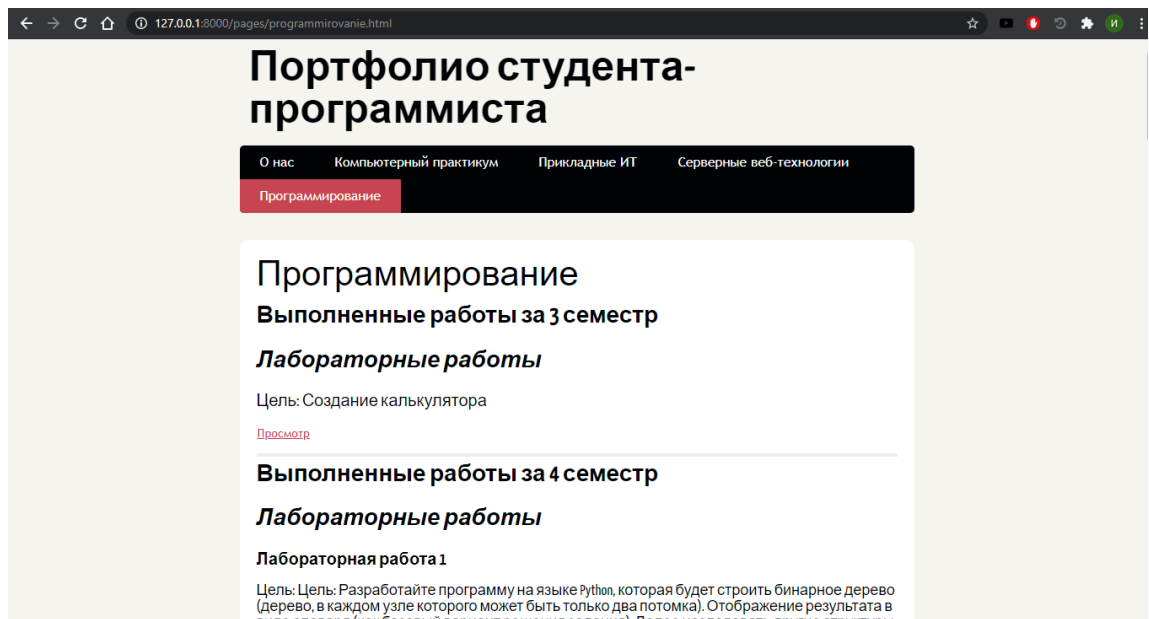 127.0.0.1:8000/pages/programmirovanie.html
И
Портфолио студента-
программиста
О нас Компьютерный практикум Прикладные ИТ Серверные веб-технологии
Программирование
Программирование
Выполненные работы за 3 семестр
Лабораторные работы
Цель: Создание калькулятора
Просмотр
Выполненные работы за 4 семестр
Лабораторные работы
Лабораторная работа 1
Цель: Цель: Разработайте программу на языке Python, которая будет строить бинарное дерево
(дерево, в каждом узле которого может быть только два потомка). Отображение результата в